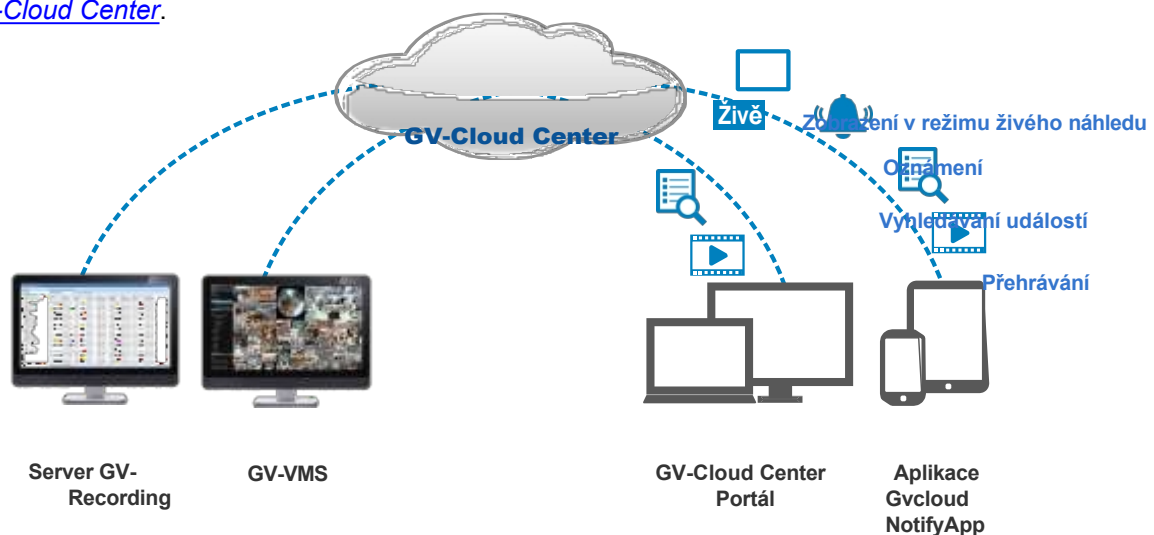 -Cloud Center.
Živě
Zobrazení v režimu živého náhledu
GV-Cloud Center
Oznámení
Vyhledávání událostí
Přehrávání
Server GV-
Recording
GV-VMS
GV-Cloud Center
Portál
Aplikace
Gvcloud
NotifyApp